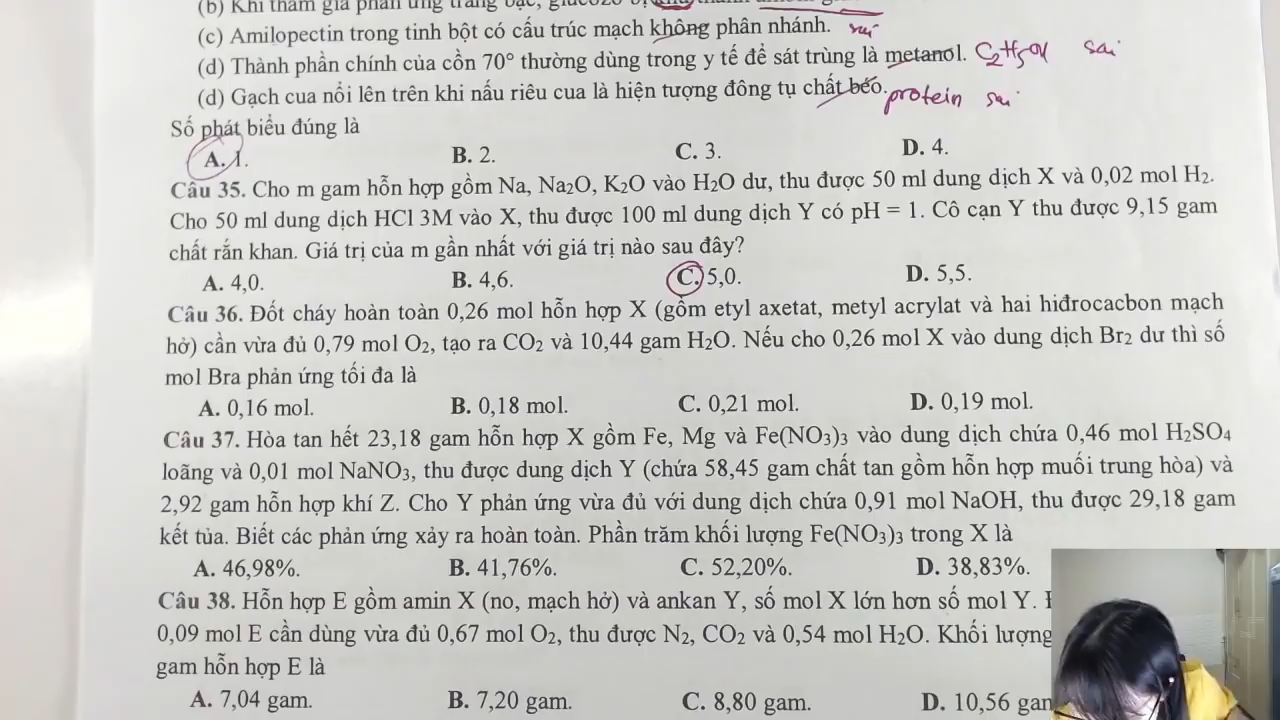 (b) Khi tham gia phản ứng tráng bạc,
(c) Amilopectin trong tinh bột có cấu trúc mạch không phân nhánh. sai
(d) Thành phần chính của cồn 70° thường dùng trong y tế để sát trùng là metanol. C₂H₅OH sai
(d) Gạch cua nổi lên trên khi nấu riêu cua là hiện tượng đông tụ chất béo. protein sai
Số phát biểu đúng là
A. 1. B. 2. C. 3. D. 4.
Câu 35. Cho m gam hỗn hợp gồm Na, Na₂O, K₂O vào H₂O dư, thu được 50 ml dung dịch X và 0,02 mol H₂.
Cho 50 ml dung dịch HCl 3M vào X, thu được 100 ml dung dịch Y có pH = 1. Cô cạn Y thu được 9,15 gam
chất rắn khan. Giá trị của m gần nhất với giá trị nào sau đây?
A. 4,0. B. 4,6. C. 5,0. D. 5,5.
Câu 36. Đốt cháy hoàn toàn 0,26 mol hỗn hợp X (gồm etyl axetat, metyl acrylat và hai hiđrocacbon mạch
hở) cần vừa đủ 0,79 mol O₂, tạo ra CO₂ và 10,44 gam H₂O. Nếu cho 0,26 mol X vào dung dịch Br₂ dư thì số
mol Bra phản ứng tối đa là
A. 0,16 mol. B. 0,18 mol. C. 0,21 mol. D. 0,19 mol.
Câu 37. Hòa tan hết 23,18 gam hỗn hợp X gồm Fe, Mg và Fe(NO₃)₃ vào dung dịch chứa 0,46 mol H₂SO₄
loãng và 0,01 mol NaNO₃, thu được dung dịch Y (chứa 58,45 gam chất tan gồm hỗn hợp muối trung hòa) và
2,92 gam hỗn hợp khí Z. Cho Y phản ứng vừa đủ với dung dịch chứa 0,91 mol NaOH, thu được 29,18 gam
kết tủa. Biết các phản ứng xảy ra hoàn toàn. Phần trăm khối lượng Fe(NO₃)₃ trong X là
A. 46,98%. B. 41,76%. C. 52,20%. D. 38,83%.
Câu 38. Hỗn hợp E gồm amin X (no, mạch hở) và ankan Y, số mol X lớn hơn số mol Y.
0,09 mol E cần dùng vừa đủ 0,67 mol O₂, thu được N₂, CO₂ và 0,54 mol H₂O. Khối lượng
gam hỗn hợp E là
A. 7,04 gam. B. 7,20 gam. C. 8,80 gam. D. 10,56 gam